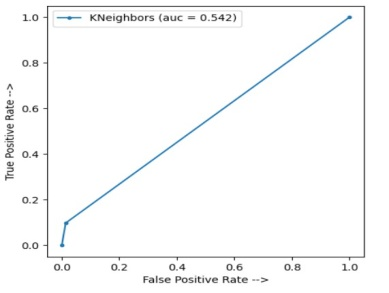 KNeighbors (auc = 0.542)
1.0
0.8
0.6
0.4
0.2
0.0
True Positive Rate -->
0.0 0.2 0.4 0.6 0.8 1.0
False Positive Rate -->